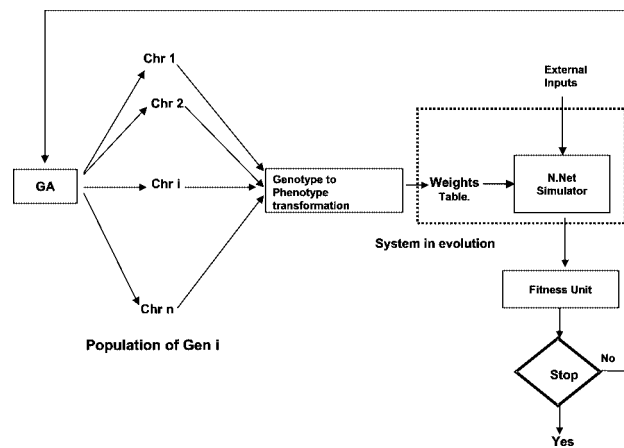 Chr 1
External
Inputs
Chr 2
GA
Chr i
Genotype to
Phenotype
transformation
Weights
Table.
N.Net
Simulator
System in evolution
Fitness Unit
Chr n
Population of Gen i
Stop
No
Yes